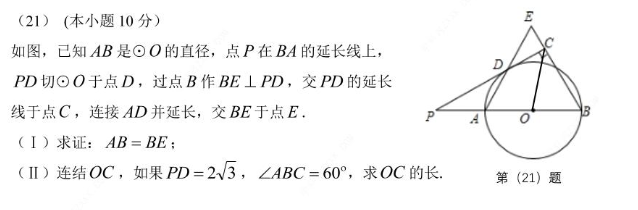 (21)(本小题10分)
如图,已知AB是⊙O的直径,点P在BA的延长线上,
PD切⊙O于点D,过点B作BE⊥PD,交PD的延长
线于点C,连接AD并延长,交BE于点E.
(Ⅰ)求证:AB=BE;
(Ⅱ)连结OC,如果PD=2√3,∠ABC=60°,求OC的长.
E
C
D
P
A
O
B
第(21)题